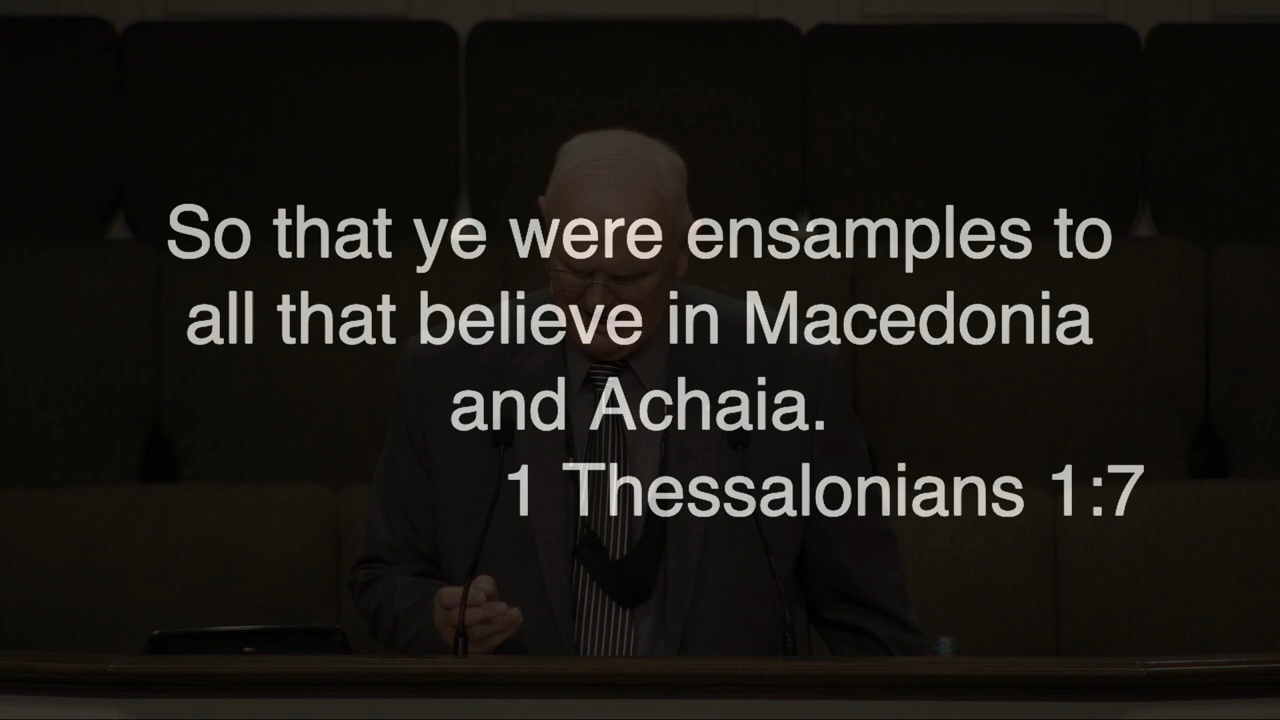 So that ye were ensamples to
all that believe in Macedonia
and Achaia.
1 Thessalonians 1:7